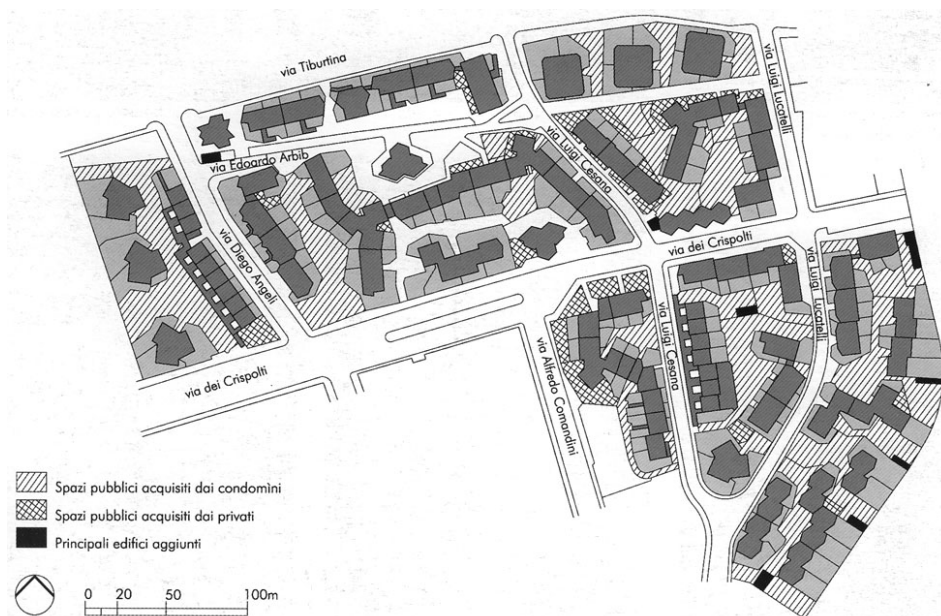 via Tiburtina
via Luigi Lucatelli
via Edoardo Arbib
via Luigi Cesana
via Diego Angeli
via dei Crispolti
via Luigi Lucatelli
via Luigi Cesana
via Alfredo Comandini
via dei Crispolti
Spazi pubblici acquisiti dai condomìni
Spazi pubblici acquisiti dai privati
Principali edifici aggiunti
0 20 50 100m